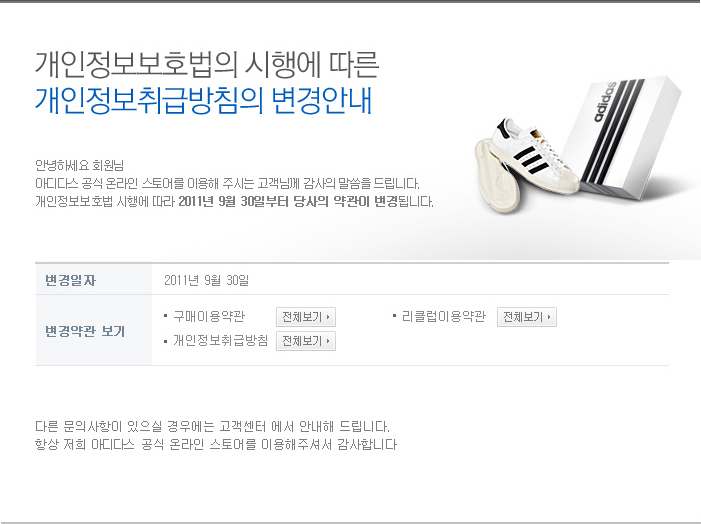 개인정보보호법의 시행에 따른
개인정보취급방침의 변경안내
adidas
안녕하세요 회원님
아디다스 공식 온라인 스토어를 이용해 주시는 고객님께 감사의 말씀을 드립니다.
개인정보보호법 시행에 따라 2011년 9월 30일부터 당사의 약관이 변경됩니다.
변경일자 2011년 9월 30일
변경약관 보기
구매이용약관 전체보기 리클럽이용약관 전체보기
개인정보취급방침 전체보기
다른 문의사항이 있으실 경우에는 고객센터 에서 안내해 드립니다.
항상 저희 아디다스 공식 온라인 스토어를 이용해주셔서 감사합니다